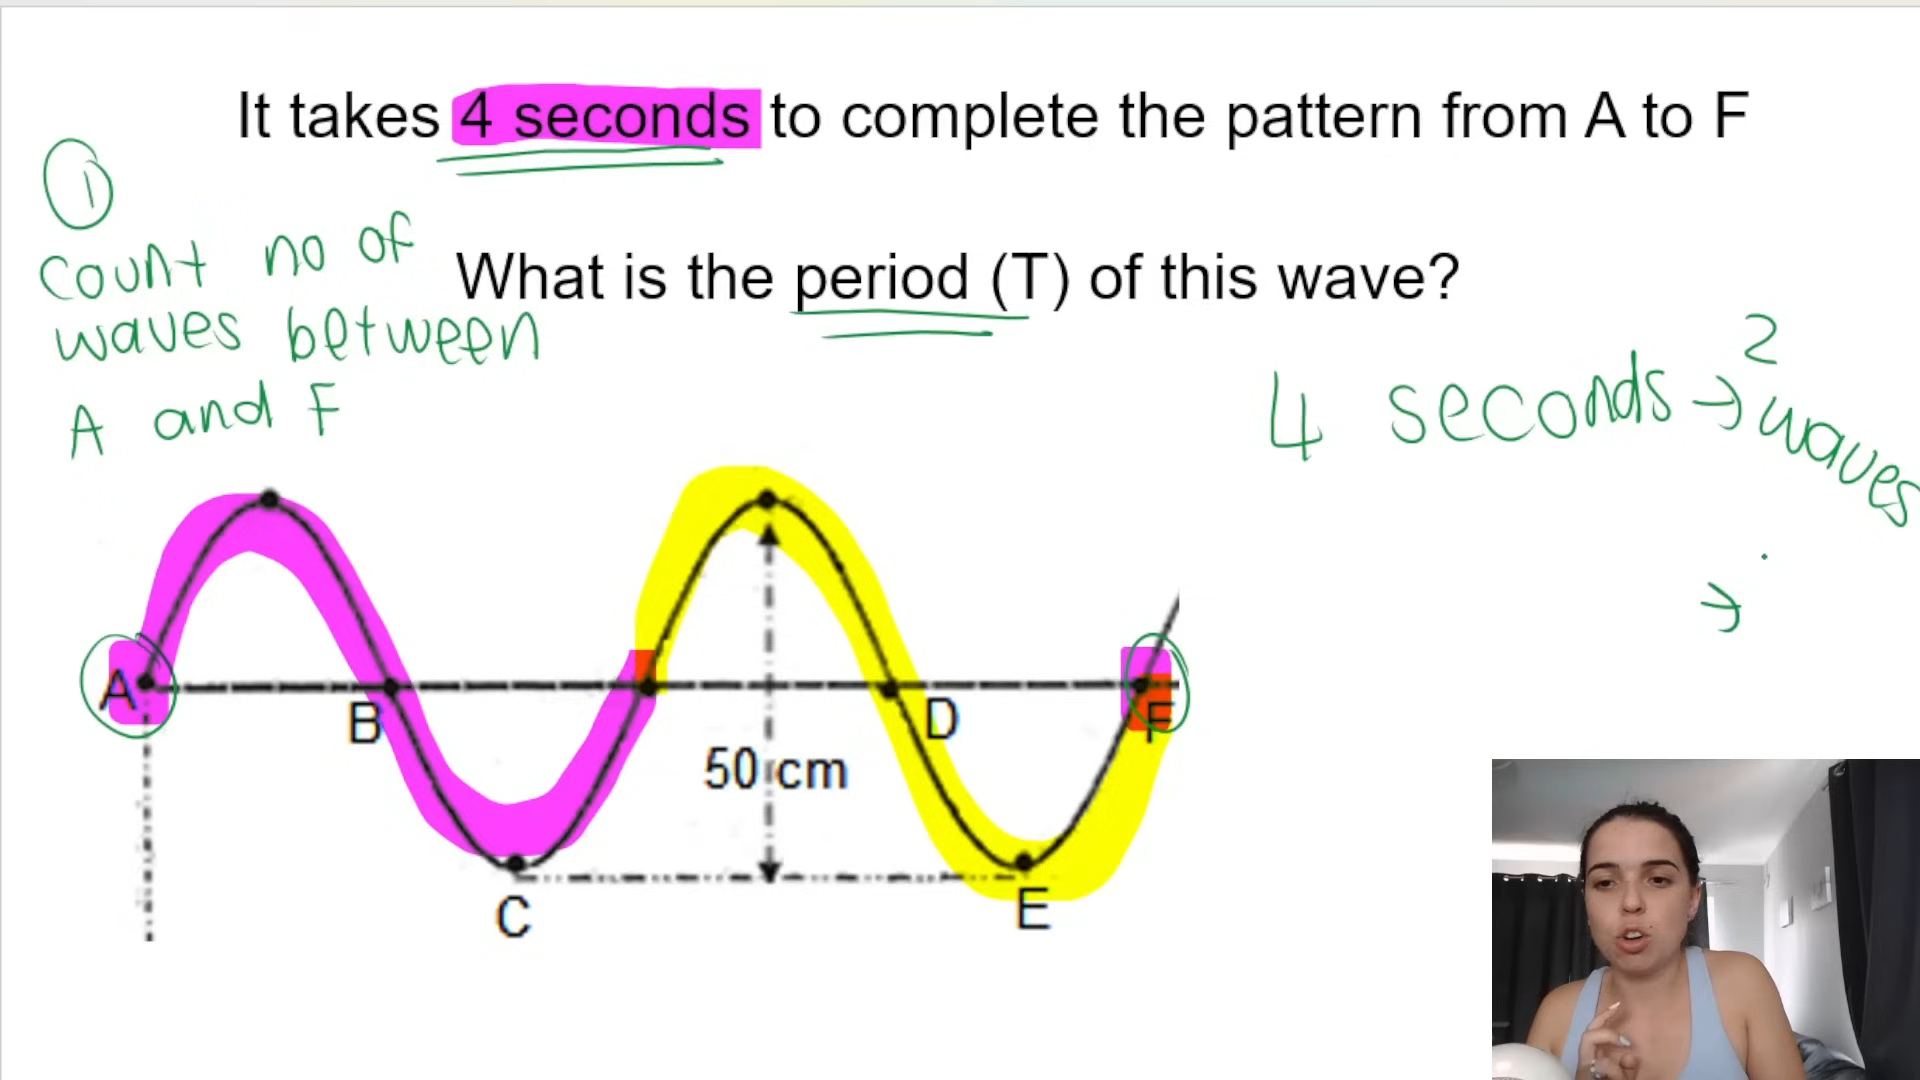 It takes 4 seconds to complete the pattern from A to F
1
count no of
What is the period (T) of this wave?
waves between
A and F
2
4 seconds → waves
→
A
B
D
F
50 cm
C
E